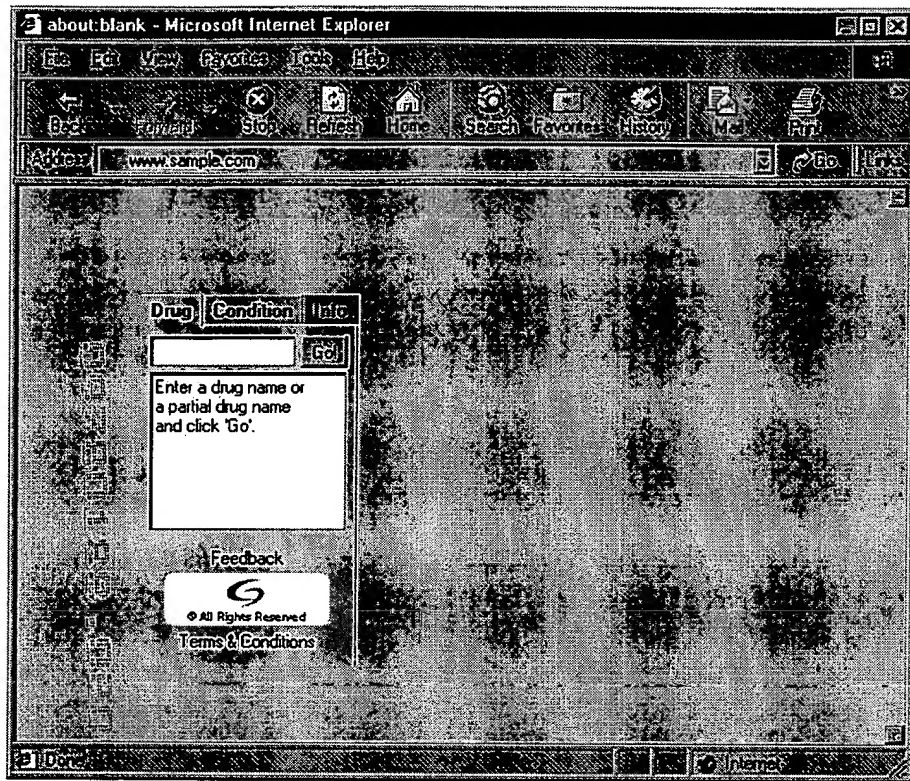 about:blank - Microsoft Internet Explorer
File Edit View Favorites Tools Help
Back Forward Stop Refresh Home Search Favorites History Mail Print
Address www.sample.com Go Links
Drug Condition Info
Go!
Enter a drug name or
a partial drug name
and click 'Go'.
Feedback
© All Rights Reserved
Terms & Conditions
Done Internet